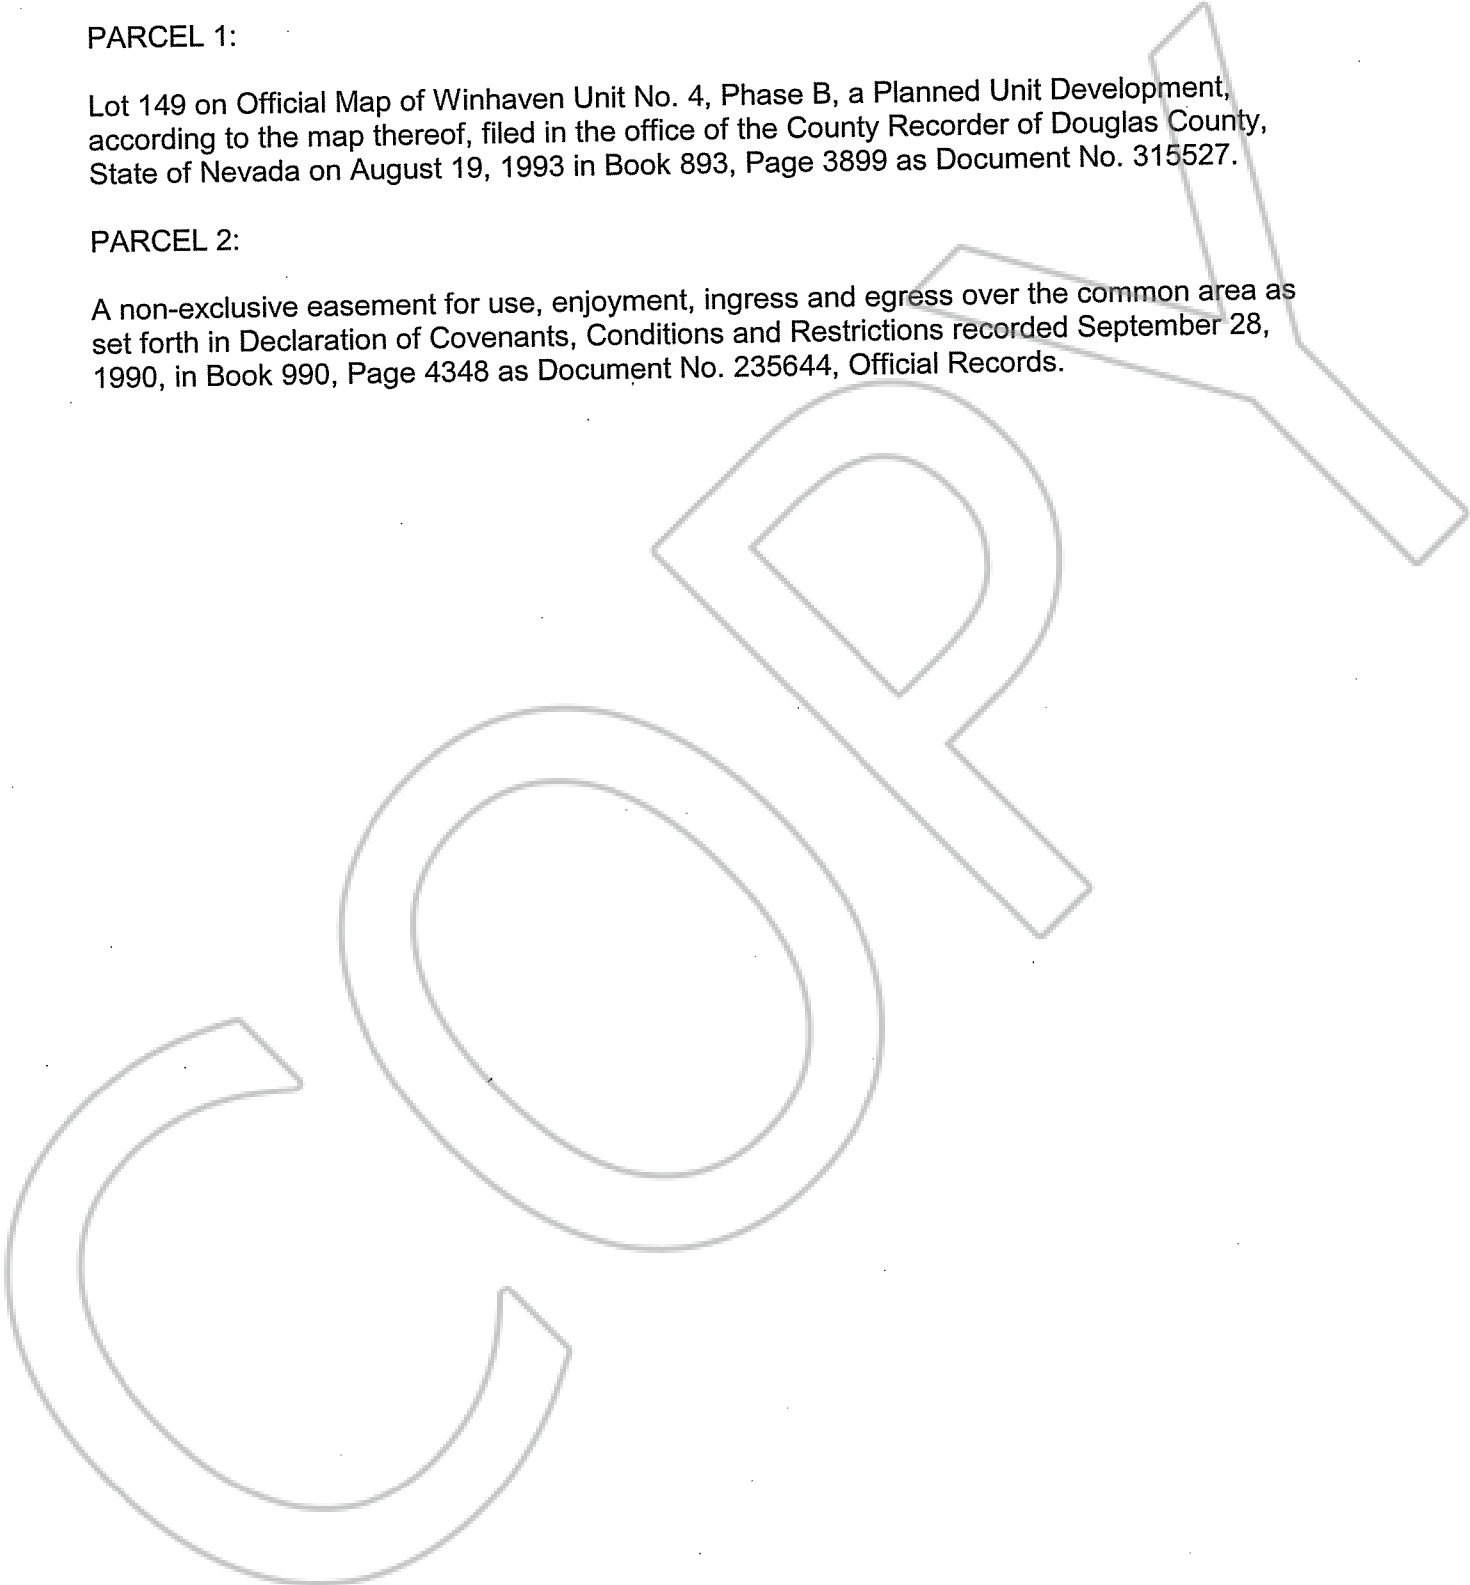 PARCEL 1:
Lot 149 on Official Map of Winhaven Unit No. 4, Phase B, a Planned Unit Development,
according to the map thereof, filed in the office of the County Recorder of Douglas County,
State of Nevada on August 19, 1993 in Book 893, Page 3899 as Document No. 315527.
PARCEL 2:
A non-exclusive easement for use, enjoyment, ingress and egress over the common area as
set forth in Declaration of Covenants, Conditions and Restrictions recorded September 28,
1990, in Book 990, Page 4348 as Document No. 235644, Official Records.
COPY